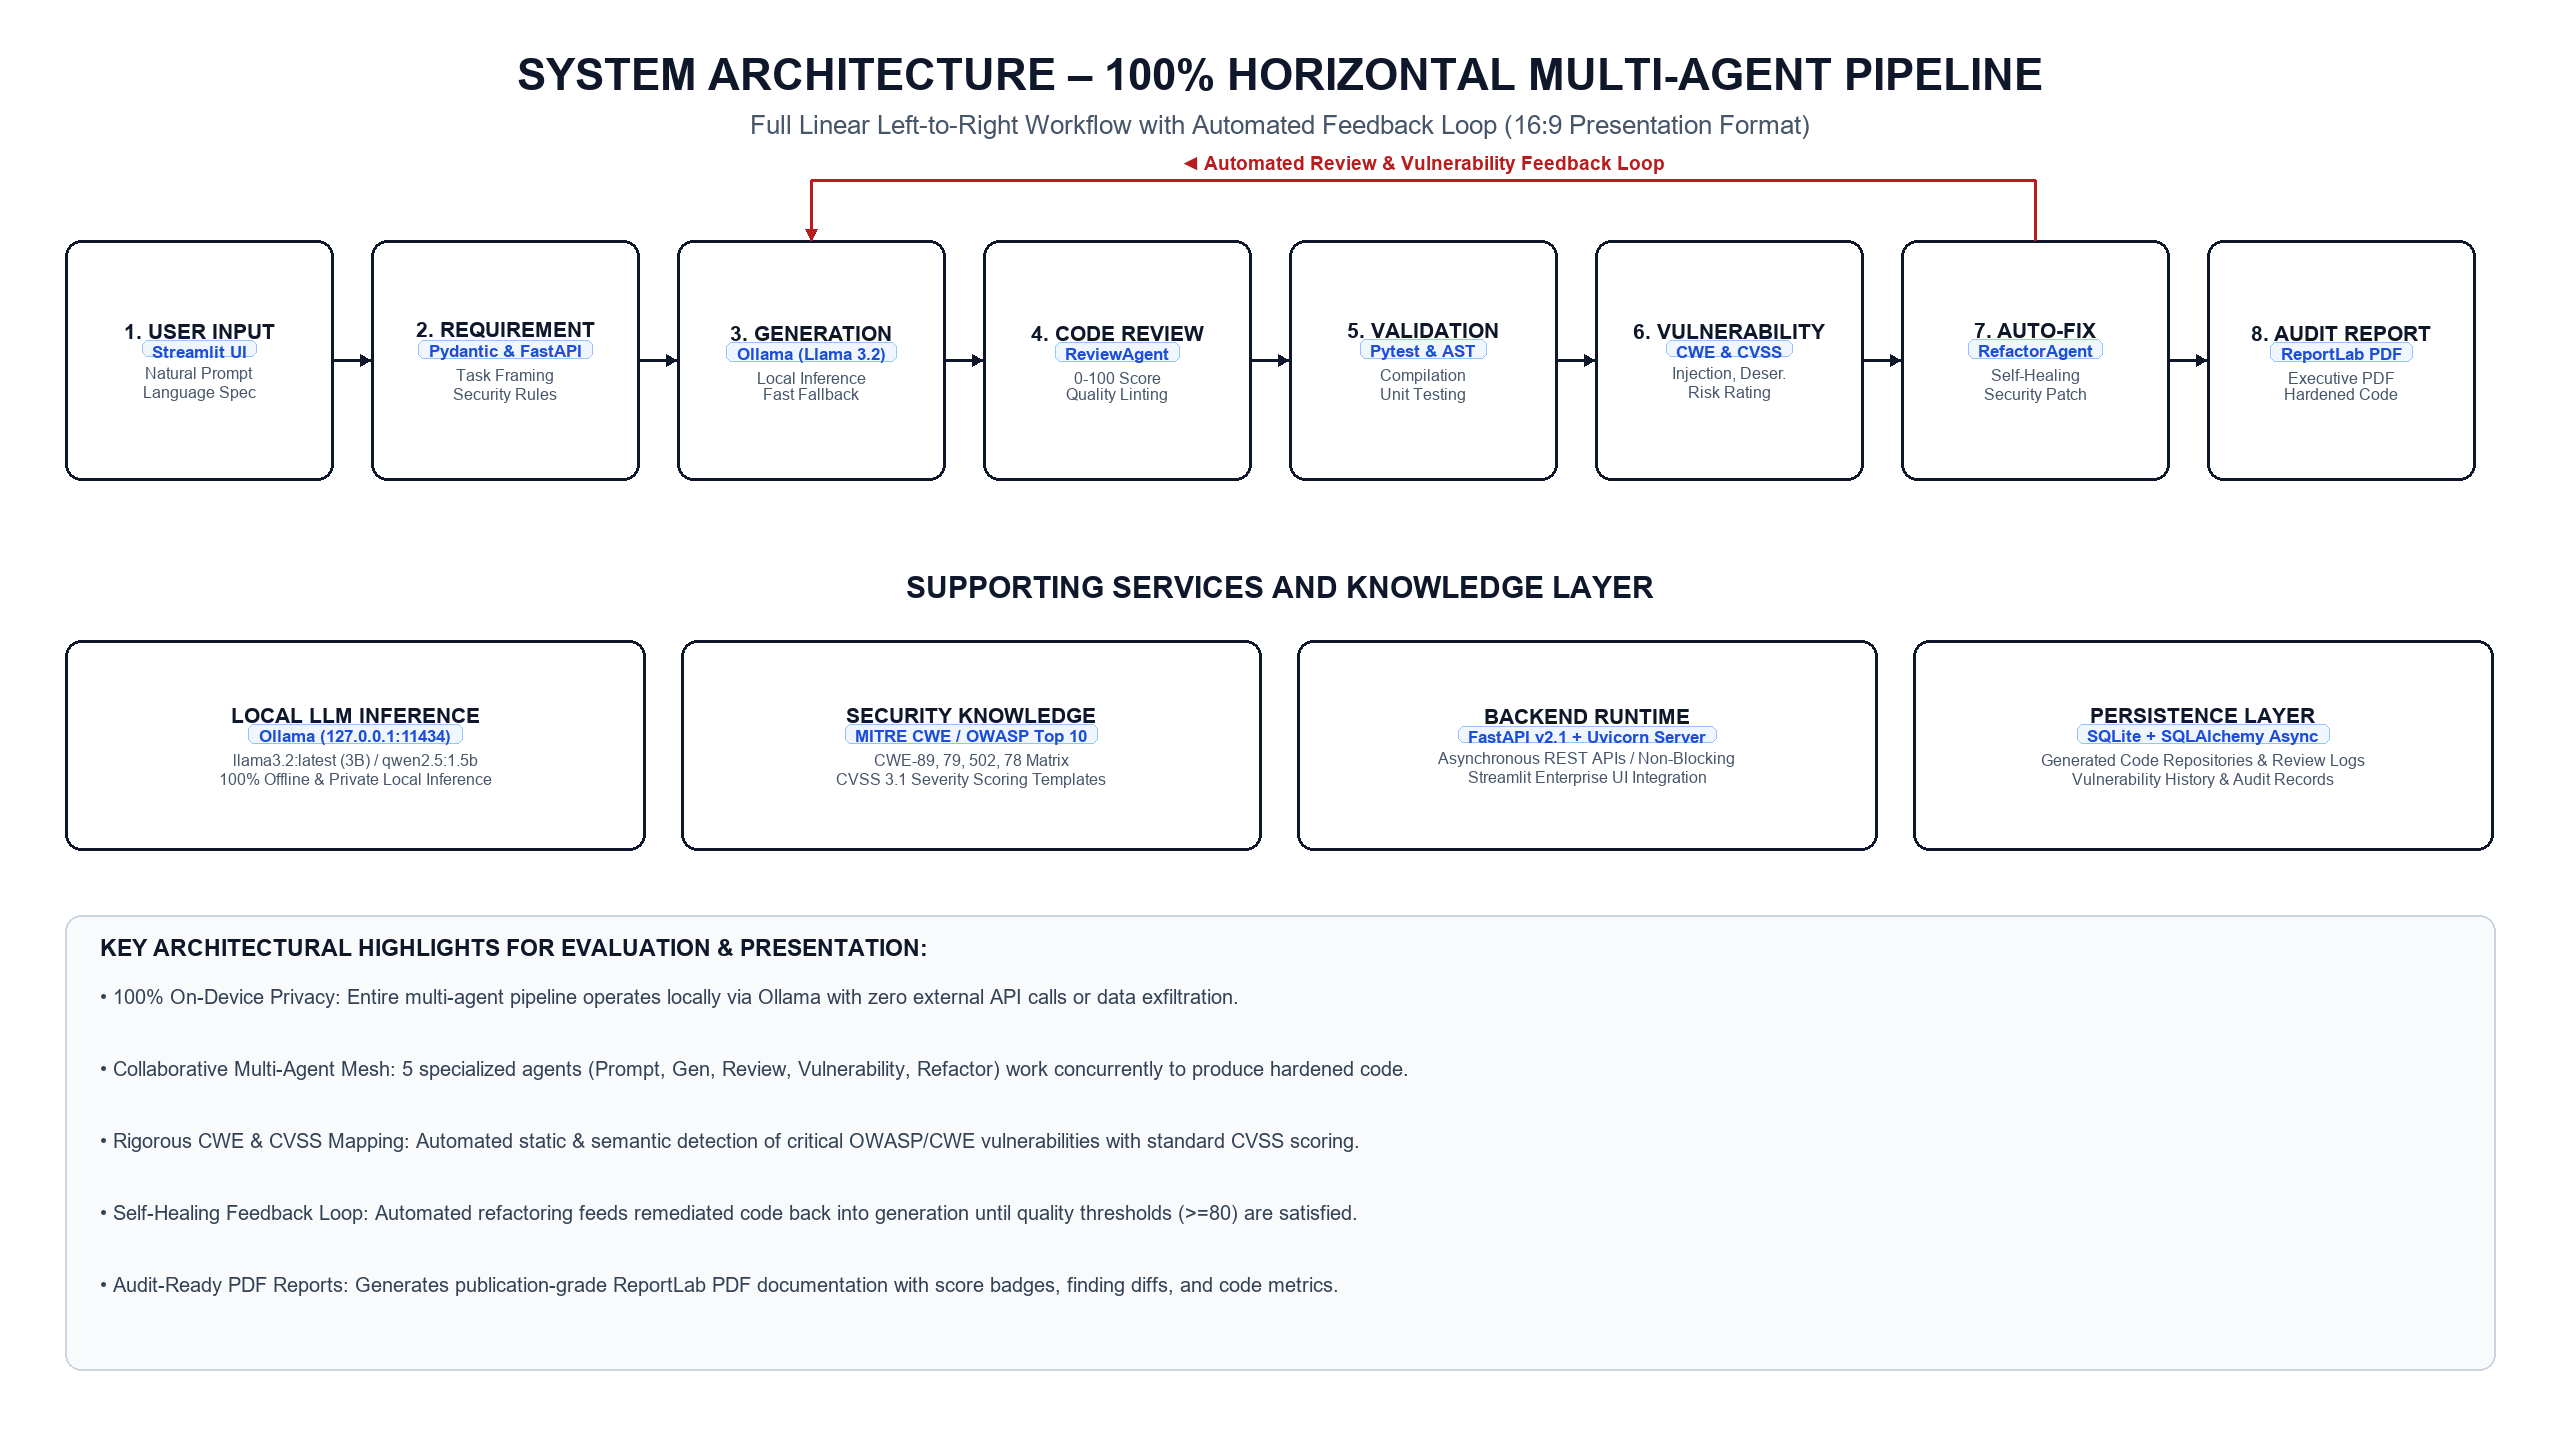 SYSTEM ARCHITECTURE – 100% HORIZONTAL MULTI-AGENT PIPELINE
Full Linear Left-to-Right Workflow with Automated Feedback Loop (16:9 Presentation Format)
◄ Automated Review & Vulnerability Feedback Loop
1. USER INPUT
Streamlit UI
Natural Prompt
Language Spec
2. REQUIREMENT
Pydantic & FastAPI
Task Framing
Security Rules
3. GENERATION
Ollama (Llama 3.2)
Local Inference
Fast Fallback
4. CODE REVIEW
ReviewAgent
0-100 Score
Quality Linting
5. VALIDATION
Pytest & AST
Compilation
Unit Testing
6. VULNERABILITY
CWE & CVSS
Injection, Deser.
Risk Rating
7. AUTO-FIX
RefactorAgent
Self-Healing
Security Patch
8. AUDIT REPORT
ReportLab PDF
Executive PDF
Hardened Code
SUPPORTING SERVICES AND KNOWLEDGE LAYER
LOCAL LLM INFERENCE
Ollama (127.0.0.1:11434)
llama3.2:latest (3B) / qwen2.5:1.5b
100% Offline & Private Local Inference
SECURITY KNOWLEDGE
MITRE CWE / OWASP Top 10
CWE-89, 79, 502, 78 Matrix
CVSS 3.1 Severity Scoring Templates
BACKEND RUNTIME
FastAPI v2.1 + Uvicorn Server
Asynchronous REST APIs / Non-Blocking
Streamlit Enterprise UI Integration
PERSISTENCE LAYER
SQLite + SQLAlchemy Async
Generated Code Repositories & Review Logs
Vulnerability History & Audit Records
KEY ARCHITECTURAL HIGHLIGHTS FOR EVALUATION & PRESENTATION:
• 100% On-Device Privacy: Entire multi-agent pipeline operates locally via Ollama with zero external API calls or data exfiltration.
• Collaborative Multi-Agent Mesh: 5 specialized agents (Prompt, Gen, Review, Vulnerability, Refactor) work concurrently to produce hardened code.
• Rigorous CWE & CVSS Mapping: Automated static & semantic detection of critical OWASP/CWE vulnerabilities with standard CVSS scoring.
• Self-Healing Feedback Loop: Automated refactoring feeds remediated code back into generation until quality thresholds (>=80) are satisfied.
• Audit-Ready PDF Reports: Generates publication-grade ReportLab PDF documentation with score badges, finding diffs, and code metrics.